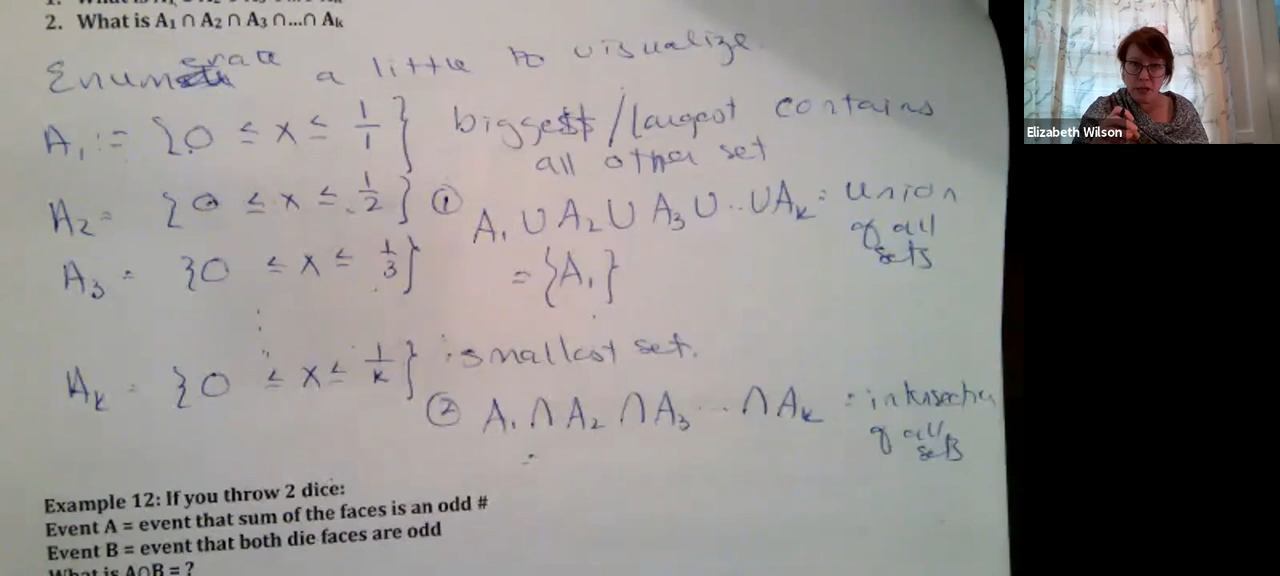 2. What is A₁ ∩ A₂ ∩ A₃ ∩...∩ Aₖ
Enumerate a little to visualize
A₁ := {0 ≤ x ≤ 1/1} biggest/largest contains
all other set
A₂ = {0 ≤ x ≤ 1/2} ① A₁ ∪ A₂ ∪ A₃ ∪ .. ∪Aₖ = union
of all
sets
A₃ = {0 ≤ x ≤ 1/3} = {A₁}
⋮
Aₖ = {0 ≤ x ≤ 1/k} : smallest set.
② A₁ ∩ A₂ ∩ A₃ ... ∩ Aₖ = intersection
of all
sets
Example 12: If you throw 2 dice:
Event A = event that sum of the faces is an odd #
Event B = event that both die faces are odd
What is A∩B = ?
Elizabeth Wilson